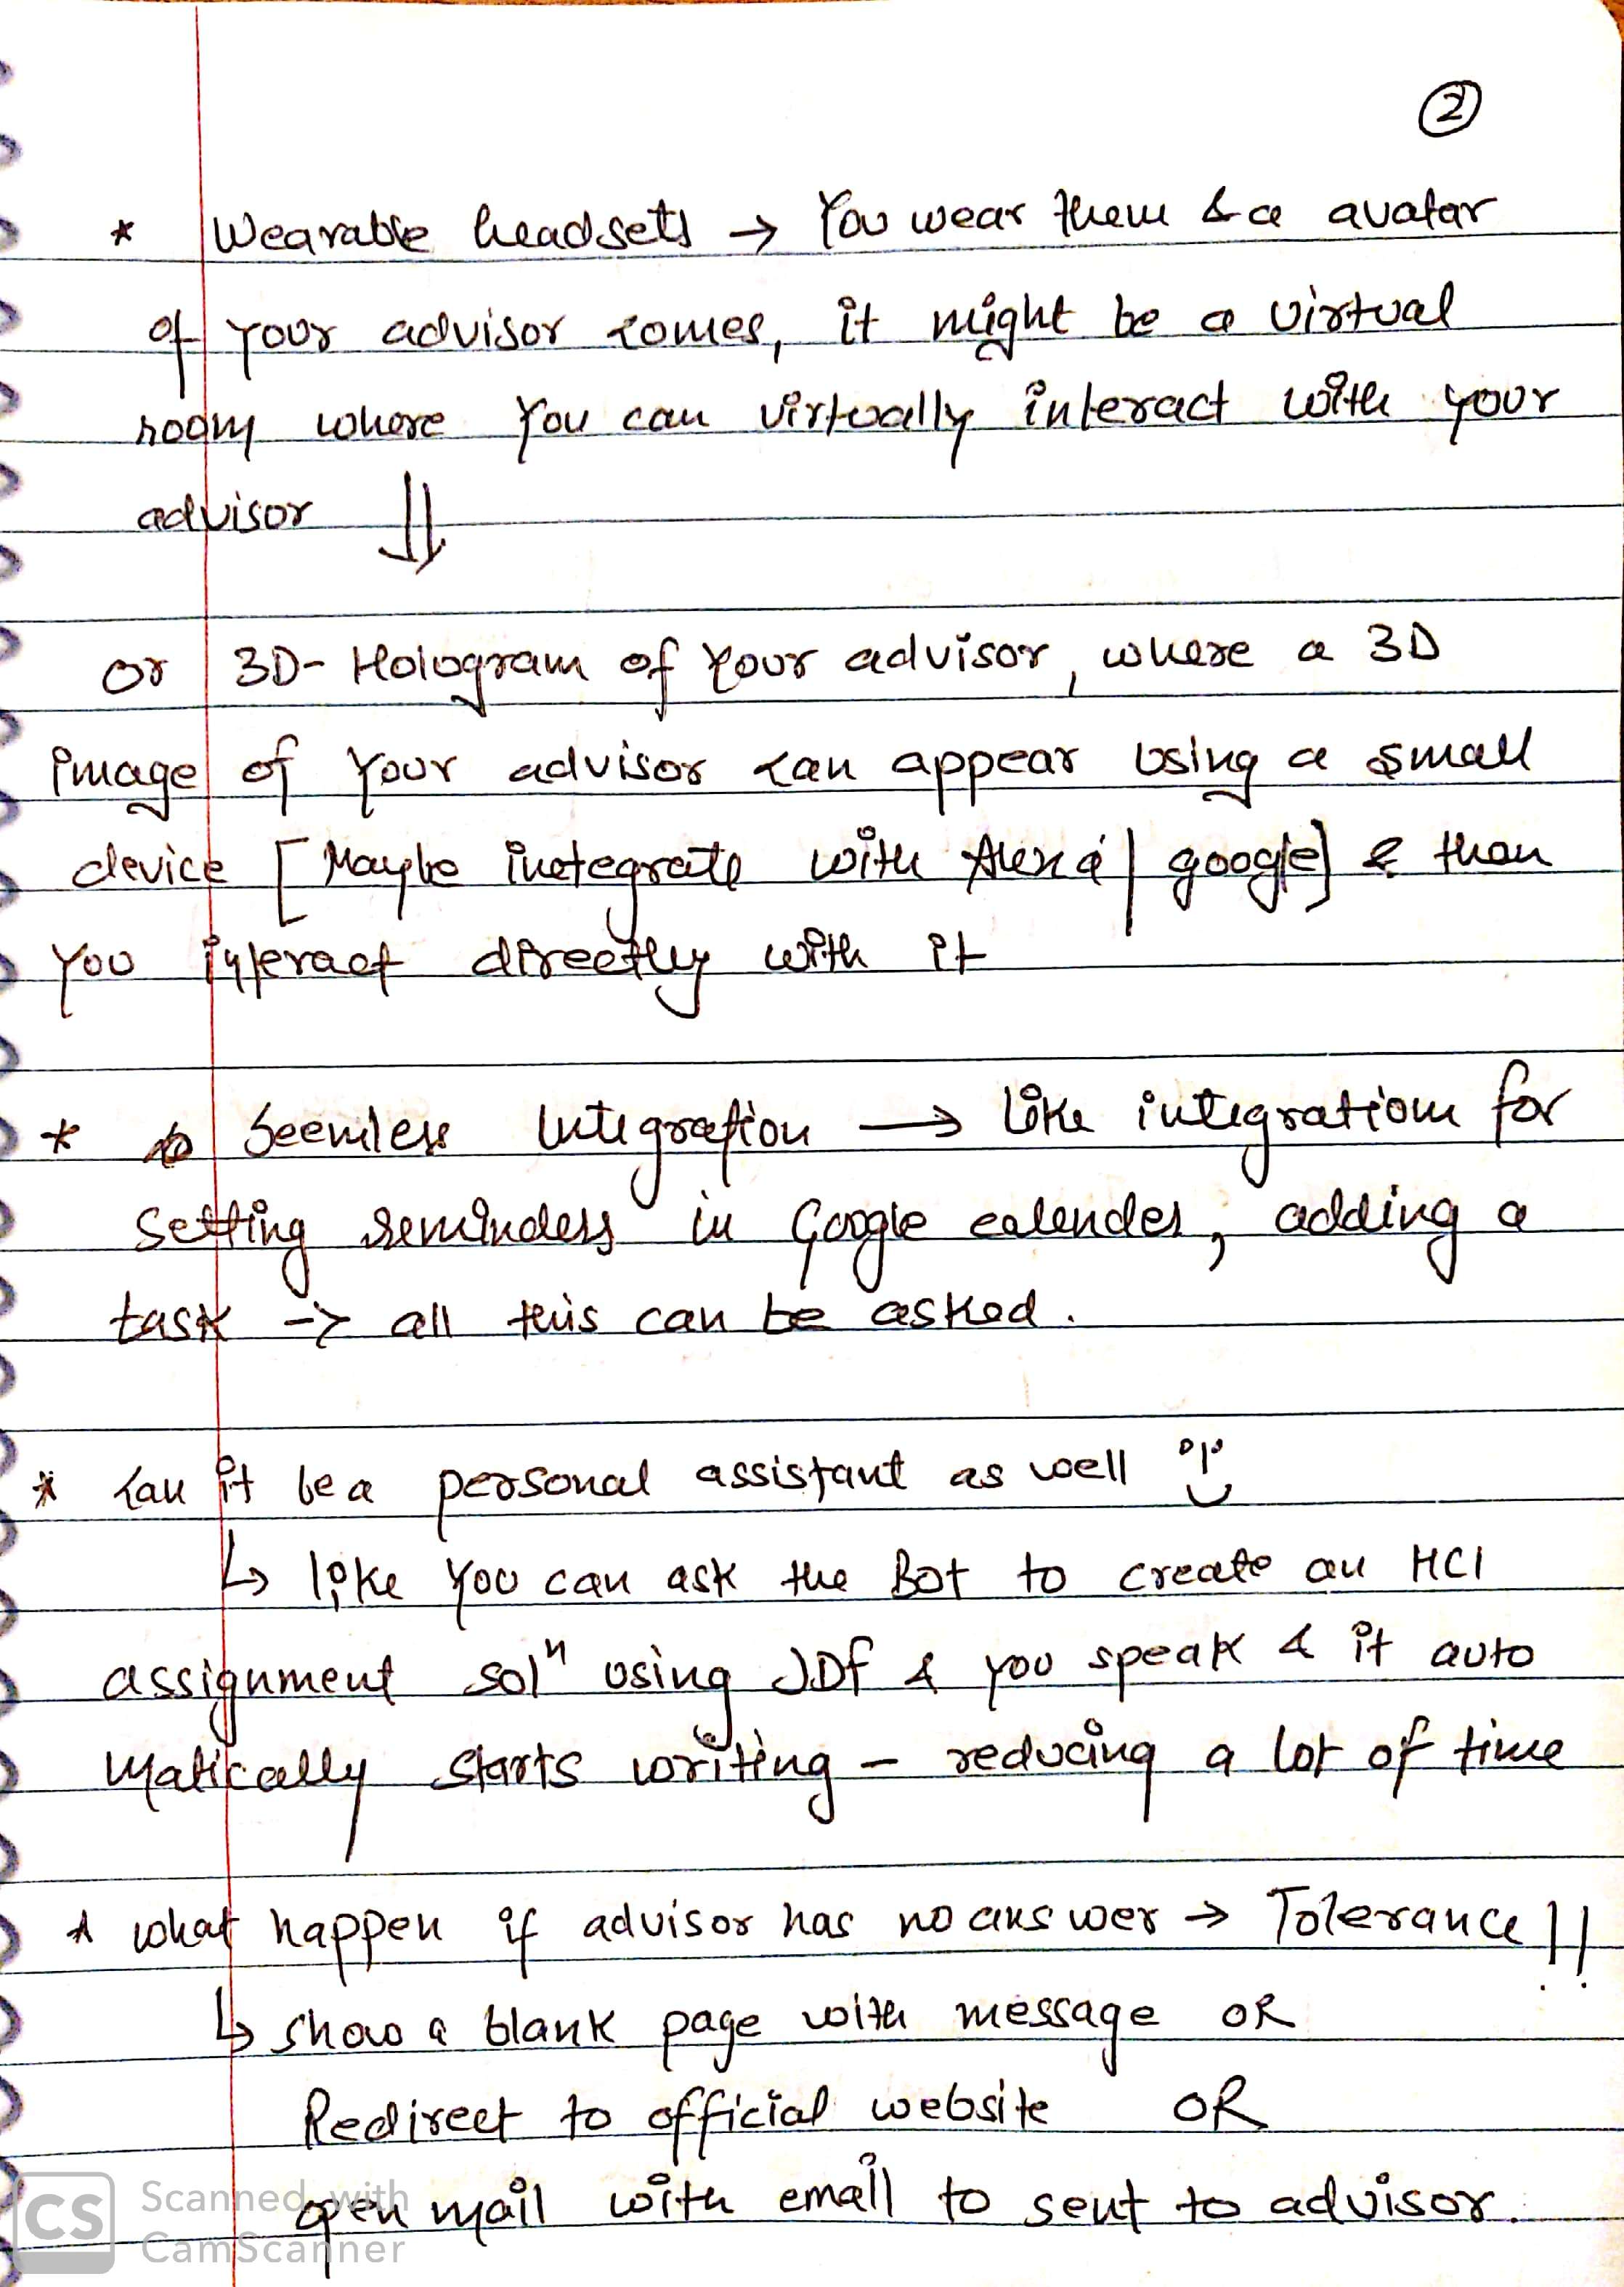 ②
* Wearable headsets → You wear them & a avatar
of your advisor comes, it might be a virtual
room where you can virtually interact with your
advisor ⇓
or 3D- Hologram of your advisor, where a 3D
image of your advisor can appear using a small
device [Maybe inetegrate with Alexa | google] & than
you interact directly with it
* Seemless Integration → like integration for
setting reminders in Google calender, adding a
task -> all this can be asked.
* Can it be a personal assistant as well
↳ like you can ask the Bot to create an HCI
assignment solⁿ using JDF & you speak & it auto
matically starts writing - reducing a lot of time
* what happen if advisor has no answer → Tolerance !!
↳ show a blank page with message OR
Redirect to official website OR
open mail with email to sent to advisor.
CS Scanned with
CamScanner